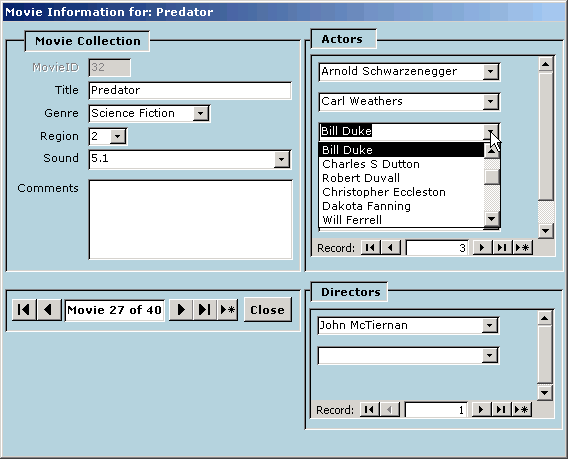 Movie Information for: Predator
Movie Collection
MovieID 32
Title Predator
Genre Science Fiction
Region 2
Sound 5.1
Comments
Movie 27 of 40
Close
Actors
Arnold Schwarzenegger
Carl Weathers
Bill Duke
Bill Duke
Charles S Dutton
Robert Duvall
Christopher Eccleston
Dakota Fanning
Will Ferrell
Record: 3
Directors
John McTiernan
Record: 1